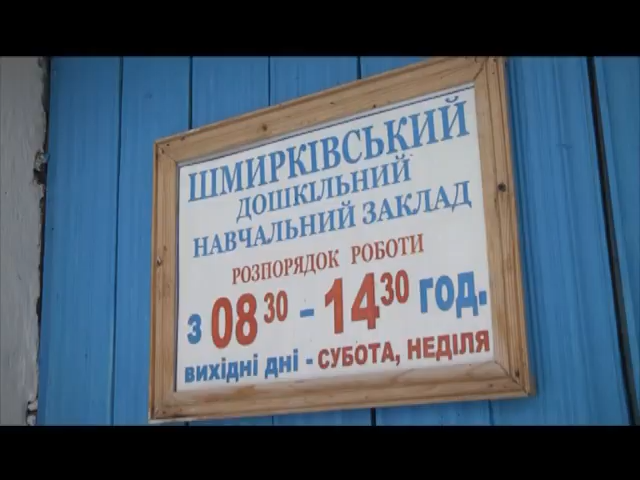 ШМИРКІВСЬКИЙ
ДОШКІЛЬНИЙ
НАВЧАЛЬНИЙ ЗАКЛАД
РОЗПОРЯДОК РОБОТИ
З 08 30 - 14 30 ГОД.
ВИХІДНІ ДНІ - СУБОТА, НЕДІЛЯ